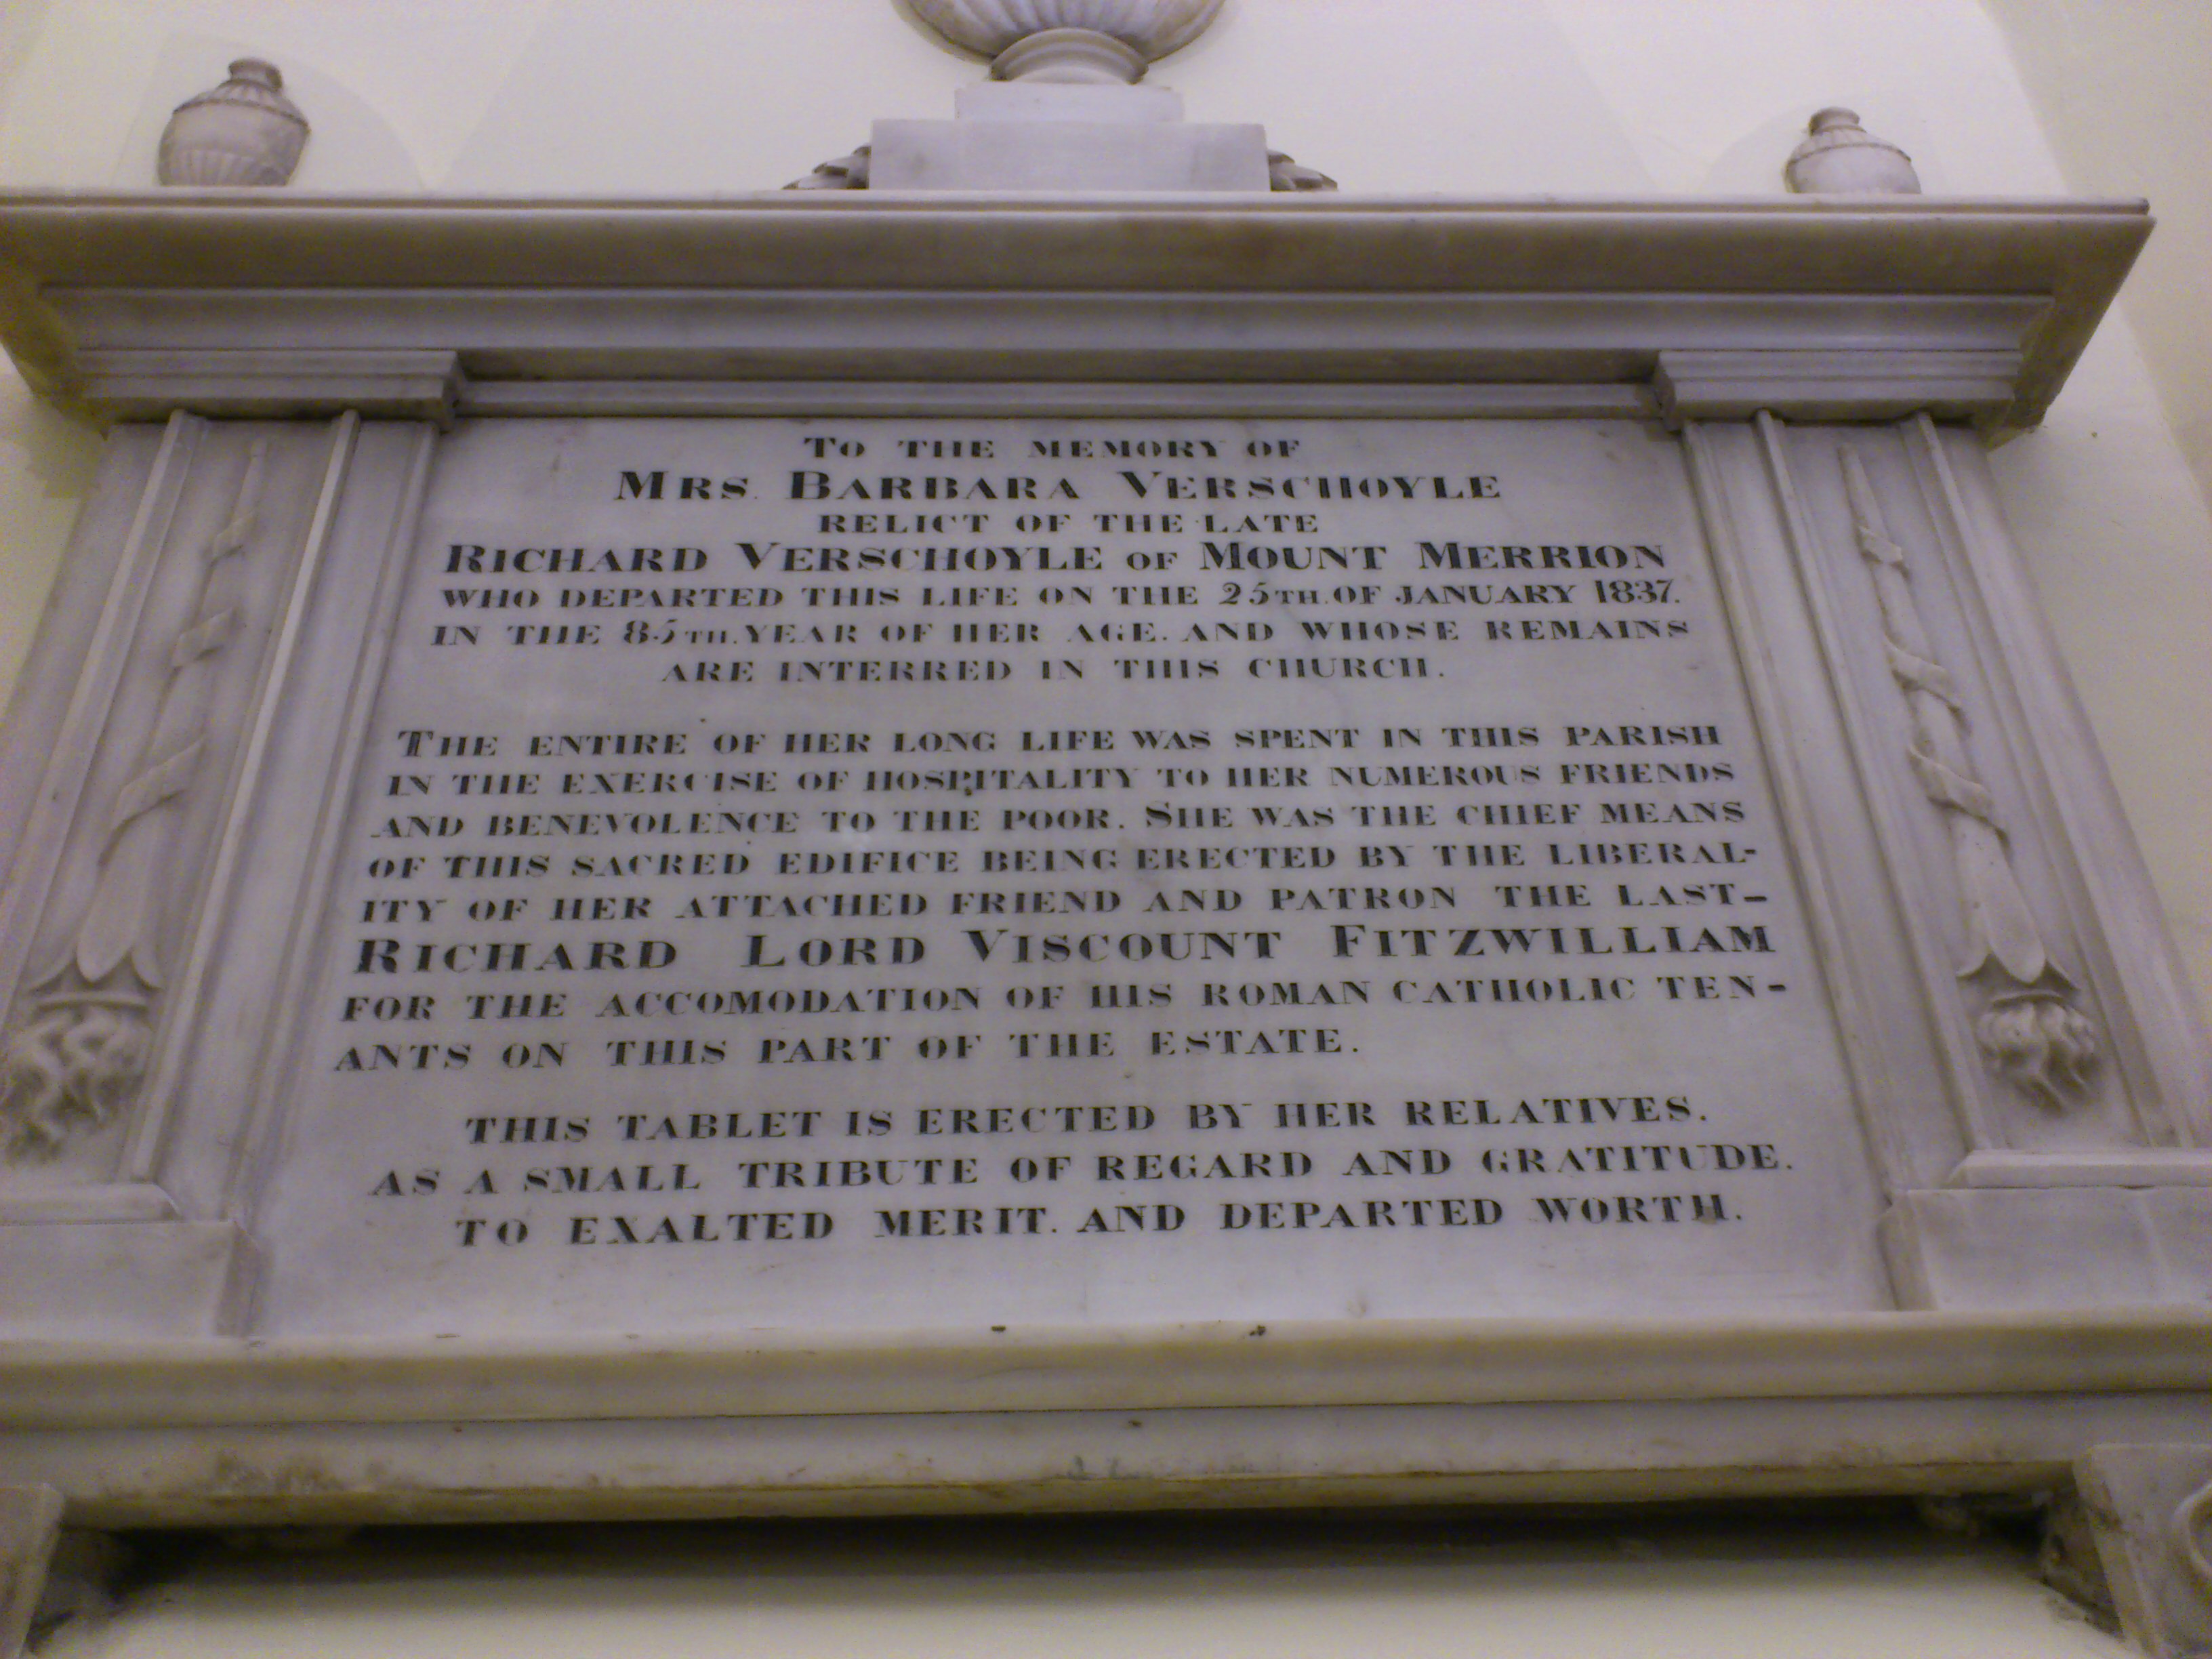 To the memory of
Mrs. Barbara Verschoyle
relict of the late
Richard Verschoyle of Mount Merrion
who departed this life on the 25th. of January 1837.
in the 85th. year of her age. and whose remains
are interred in this church.
The entire of her long life was spent in this parish
in the exercise of hospitality to her numerous friends
and benevolence to the poor. She was the chief means
of this sacred edifice being erected by the liberal-
ity of her attached friend and patron the last-
Richard Lord Viscount Fitzwilliam
for the accomodation of his Roman Catholic ten-
ants on this part of the estate.
This tablet is erected by her relatives.
as a small tribute of regard and gratitude.
to exalted merit. and departed worth.